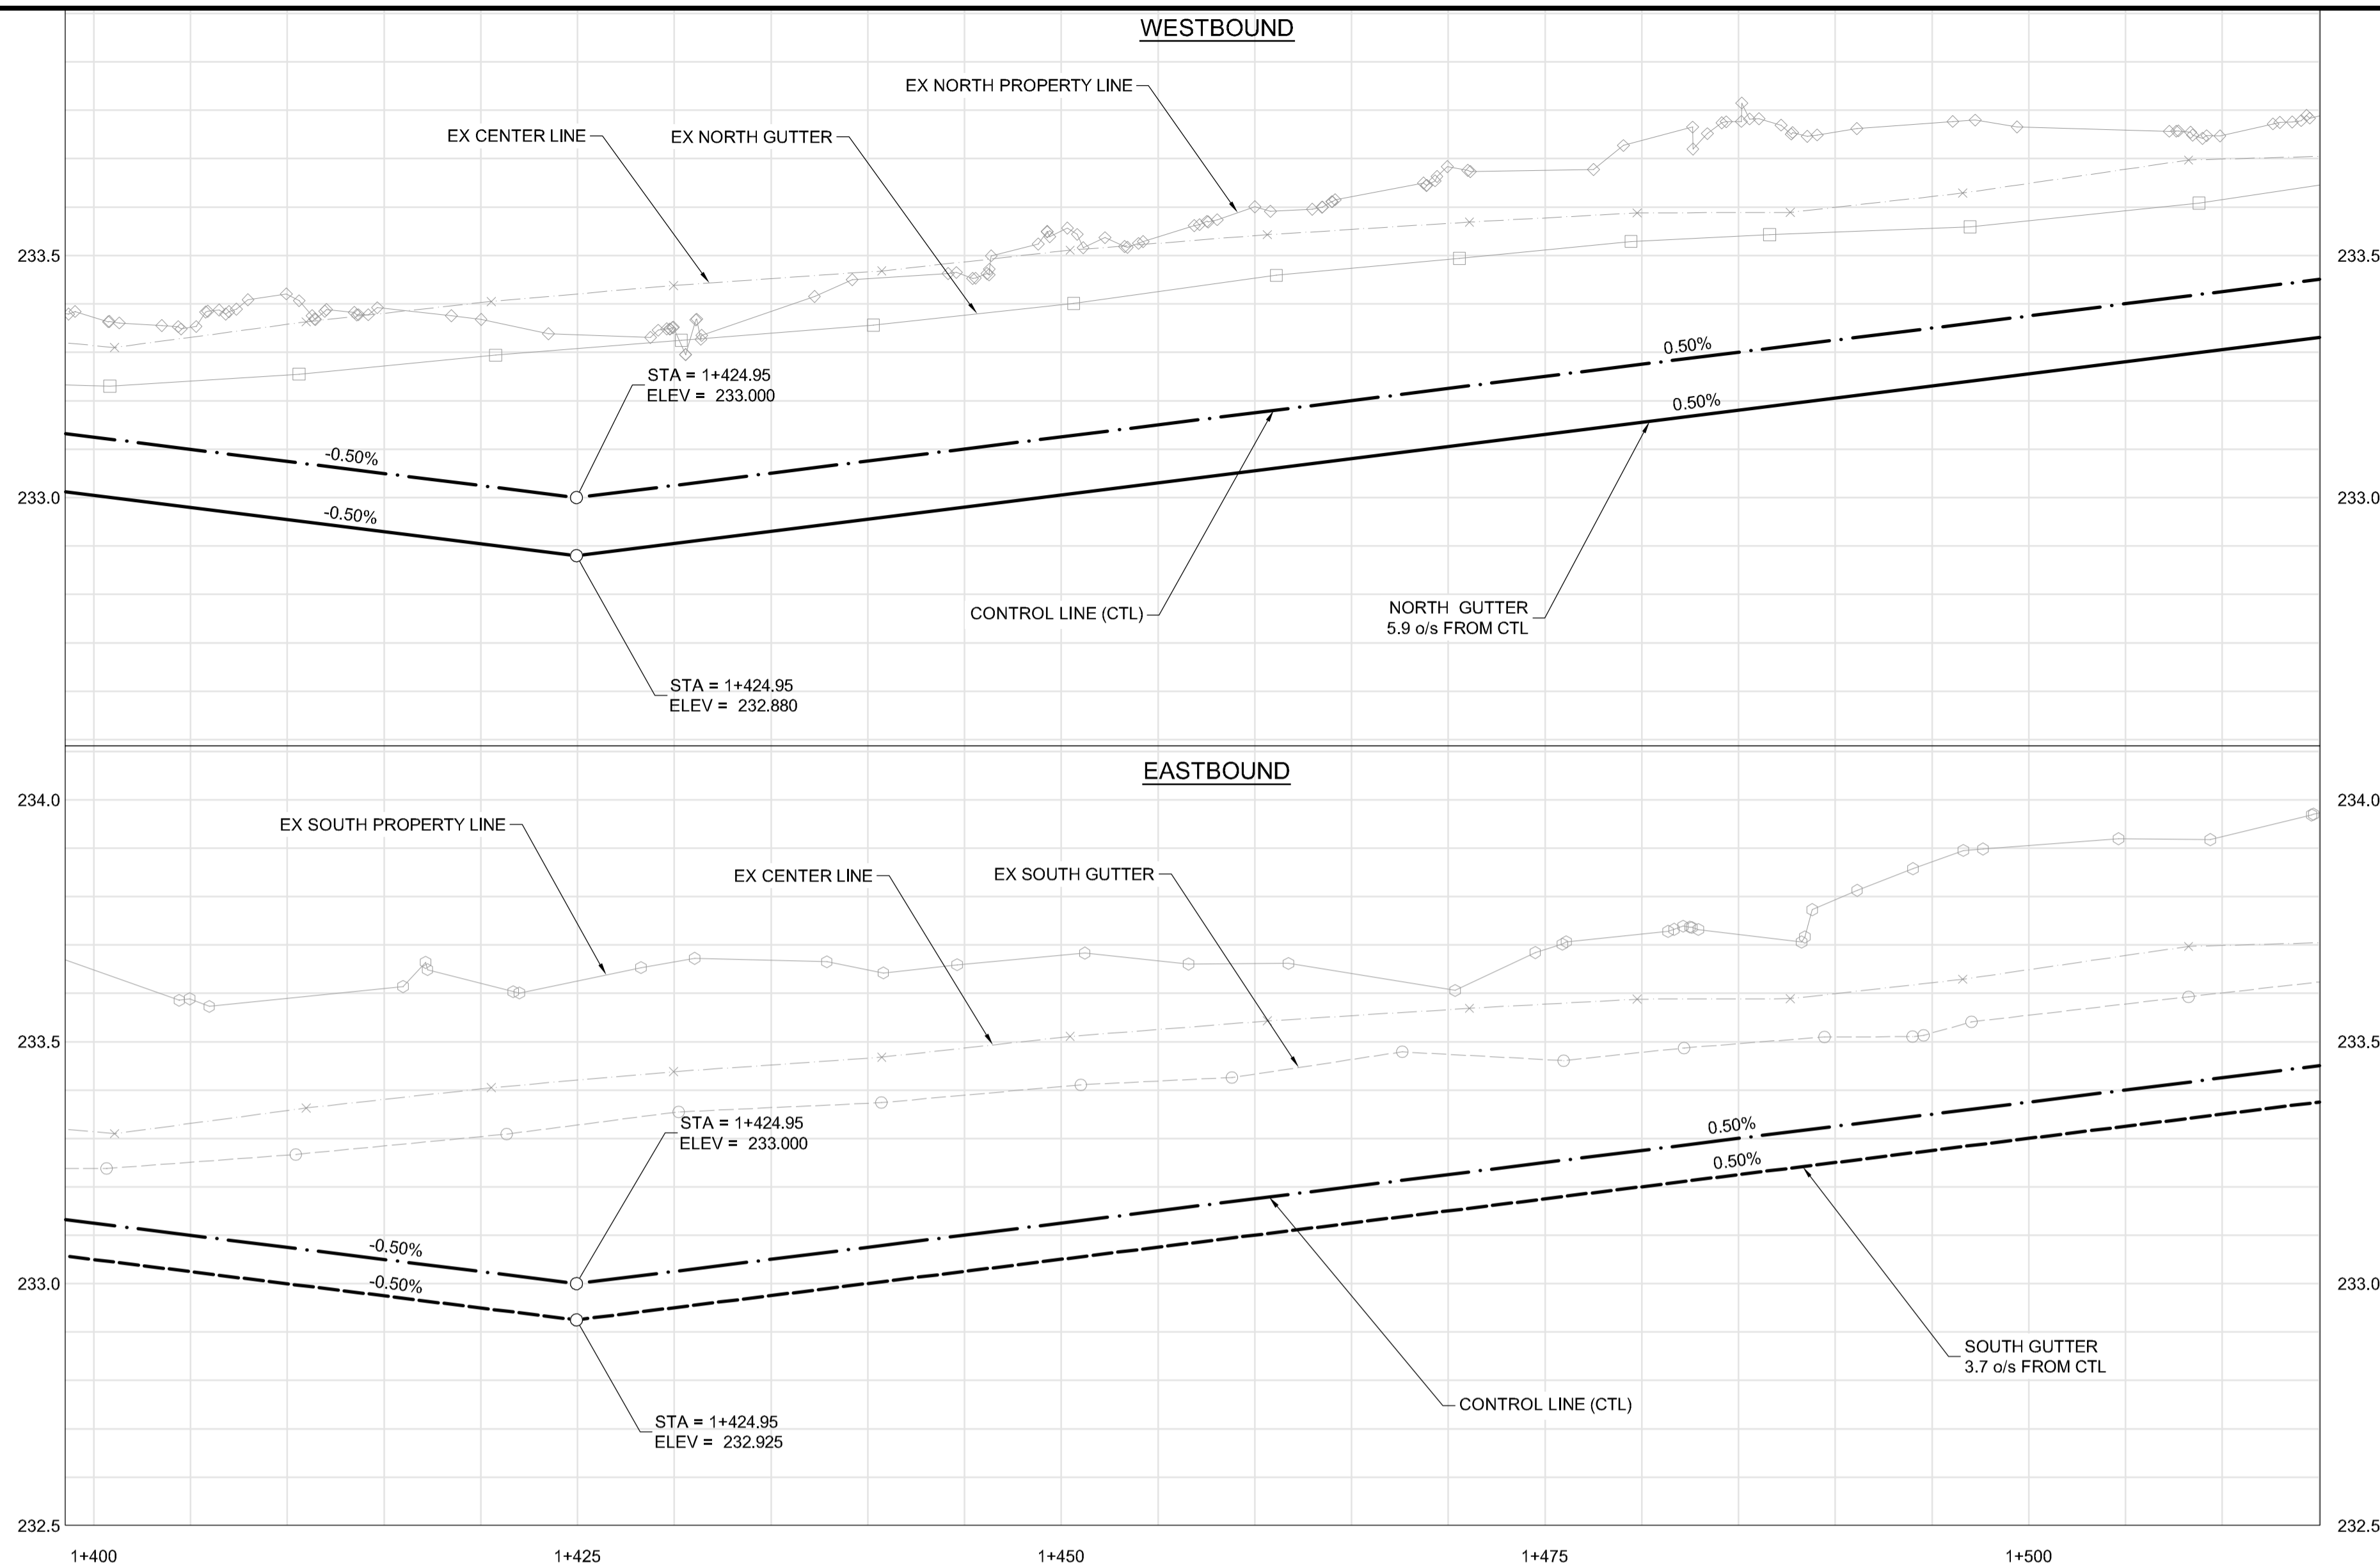 WESTBOUND
EX NORTH PROPERTY LINE
EX CENTER LINE
EX NORTH GUTTER
233.5
233.5
0.50%
STA = 1+424.95
ELEV = 233.000
0.50%
-0.50%
233.0
233.0
-0.50%
CONTROL LINE (CTL)
NORTH GUTTER
5.9 o/s FROM CTL
STA = 1+424.95
ELEV = 232.880
EASTBOUND
234.0
234.0
EX SOUTH PROPERTY LINE
EX CENTER LINE
EX SOUTH GUTTER
233.5
233.5
STA = 1+424.95
ELEV = 233.000
0.50%
0.50%
-0.50%
-0.50%
233.0
233.0
SOUTH GUTTER
3.7 o/s FROM CTL
CONTROL LINE (CTL)
STA = 1+424.95
ELEV = 232.925
232.5
232.5
1+400
1+425
1+450
1+475
1+500